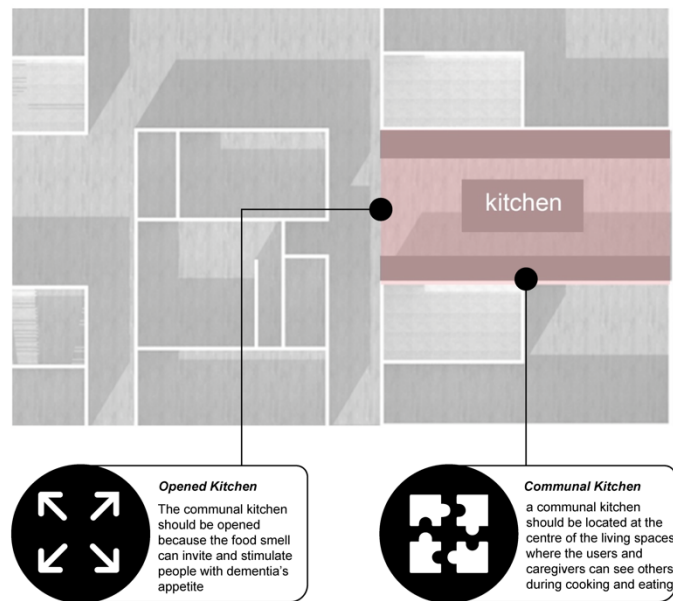 kitchen
Opened Kitchen
The communal kitchen
should be opened
because the food smell
can invite and stimulate
people with dementia's
appetite
Communal Kitchen
a communal kitchen
should be located at the
centre of the living spaces
where the users and
caregivers can see others
during cooking and eating